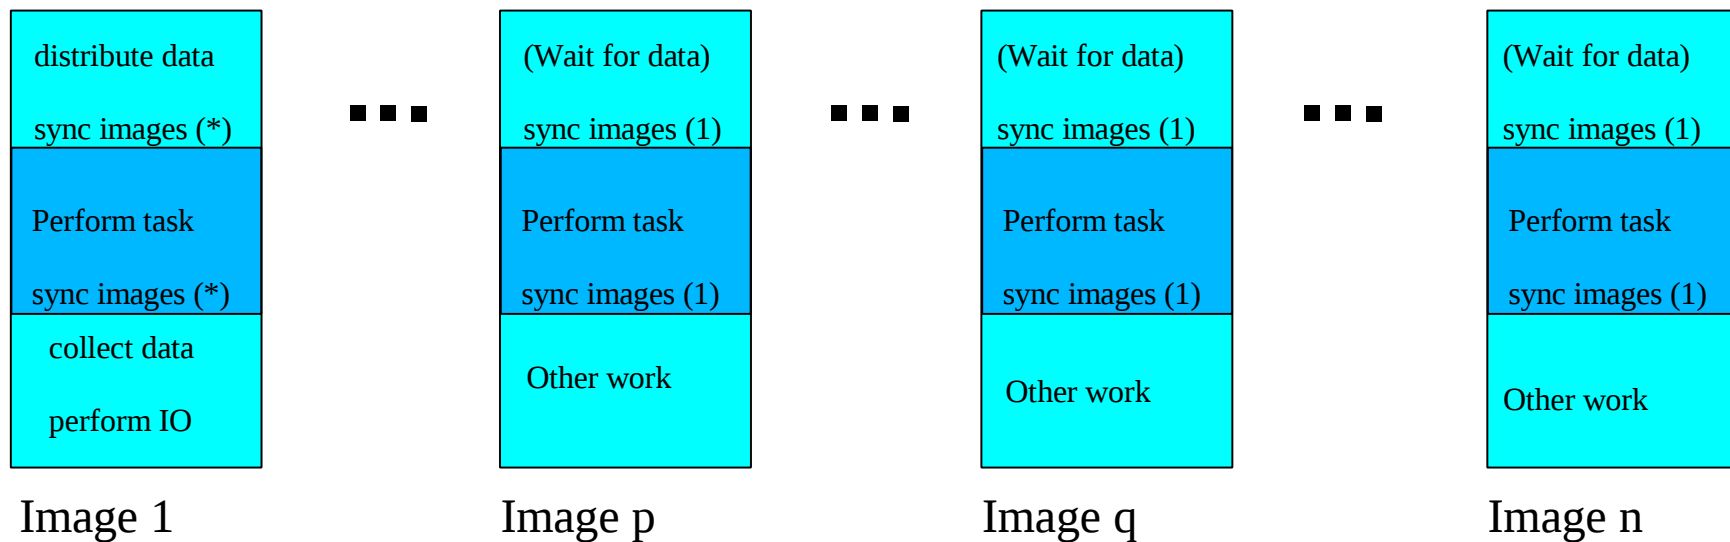 distribute data
sync images (*)
Perform task
sync images (*)
collect data
perform IO
Image 1
(Wait for data)
sync images (1)
Perform task
sync images (1)
Other work
Image p
(Wait for data)
sync images (1)
Perform task
sync images (1)
Other work
Image q
(Wait for data)
sync images (1)
Perform task
sync images (1)
Other work
Image n